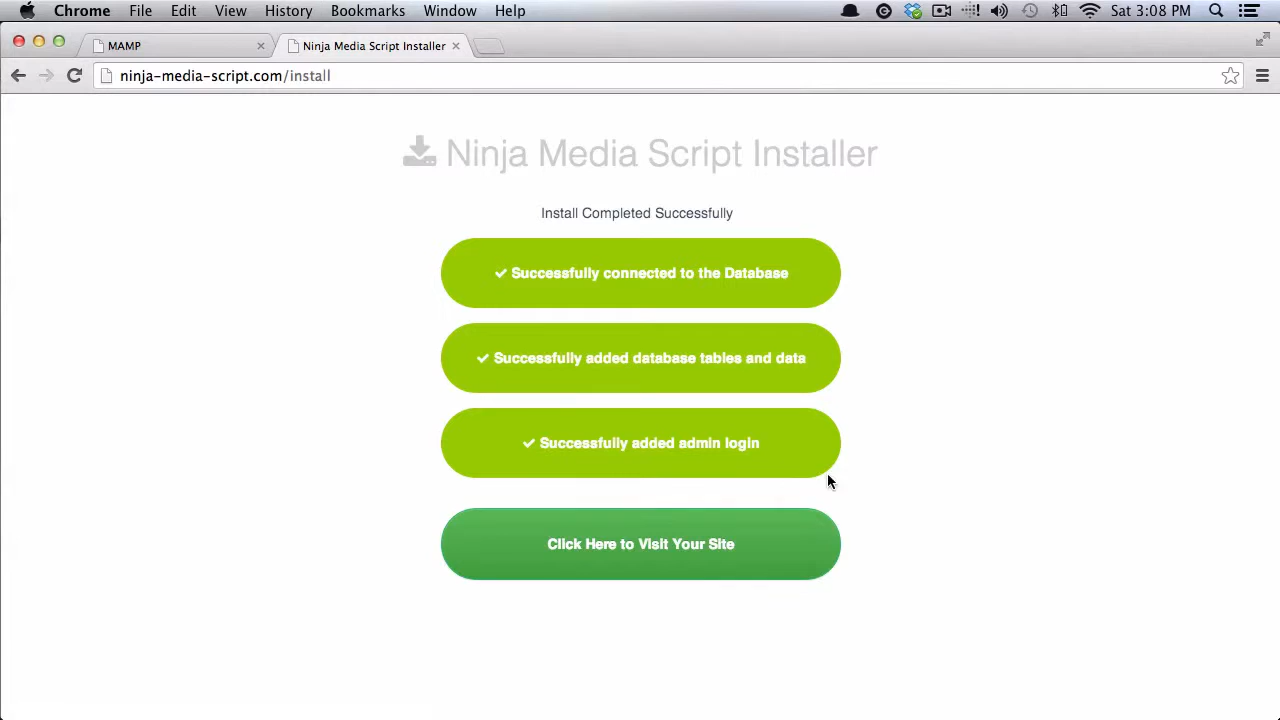 Chrome File Edit View History Bookmarks Window Help Sat 3:08 PM
MAMP Ninja Media Script Installer
ninja-media-script.com/install
Ninja Media Script Installer
Install Completed Successfully
Successfully connected to the Database
Successfully added database tables and data
Successfully added admin login
Click Here to Visit Your Site